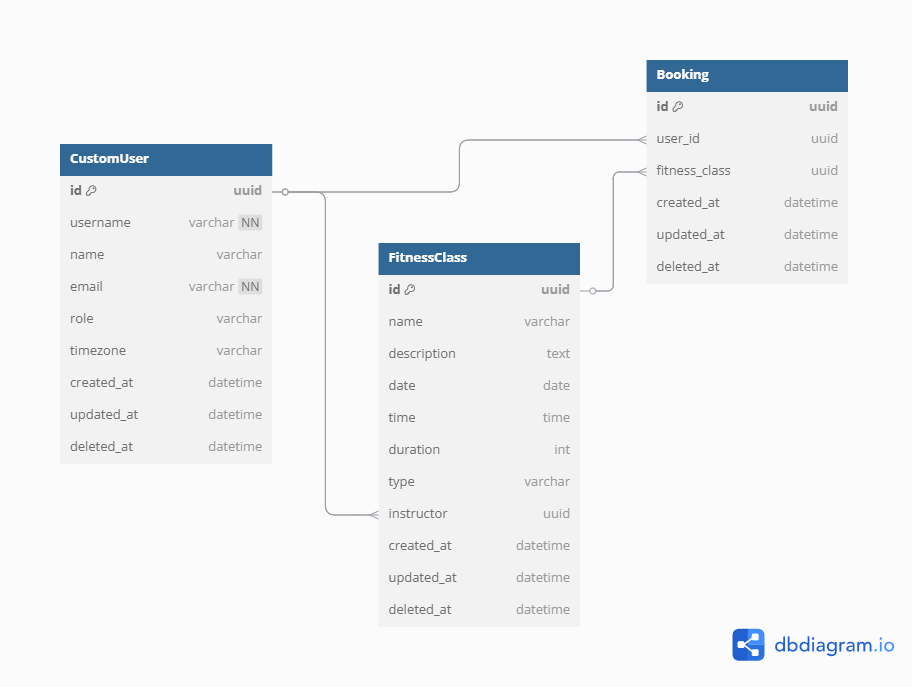 CustomUser
id uuid
username varchar NN
name varchar
email varchar NN
role varchar
timezone varchar
created_at datetime
updated_at datetime
deleted_at datetime
FitnessClass
id uuid
name varchar
description text
date date
time time
duration int
type varchar
instructor uuid
created_at datetime
updated_at datetime
deleted_at datetime
Booking
id uuid
user_id uuid
fitness_class uuid
created_at datetime
updated_at datetime
deleted_at datetime
dbdiagram.io